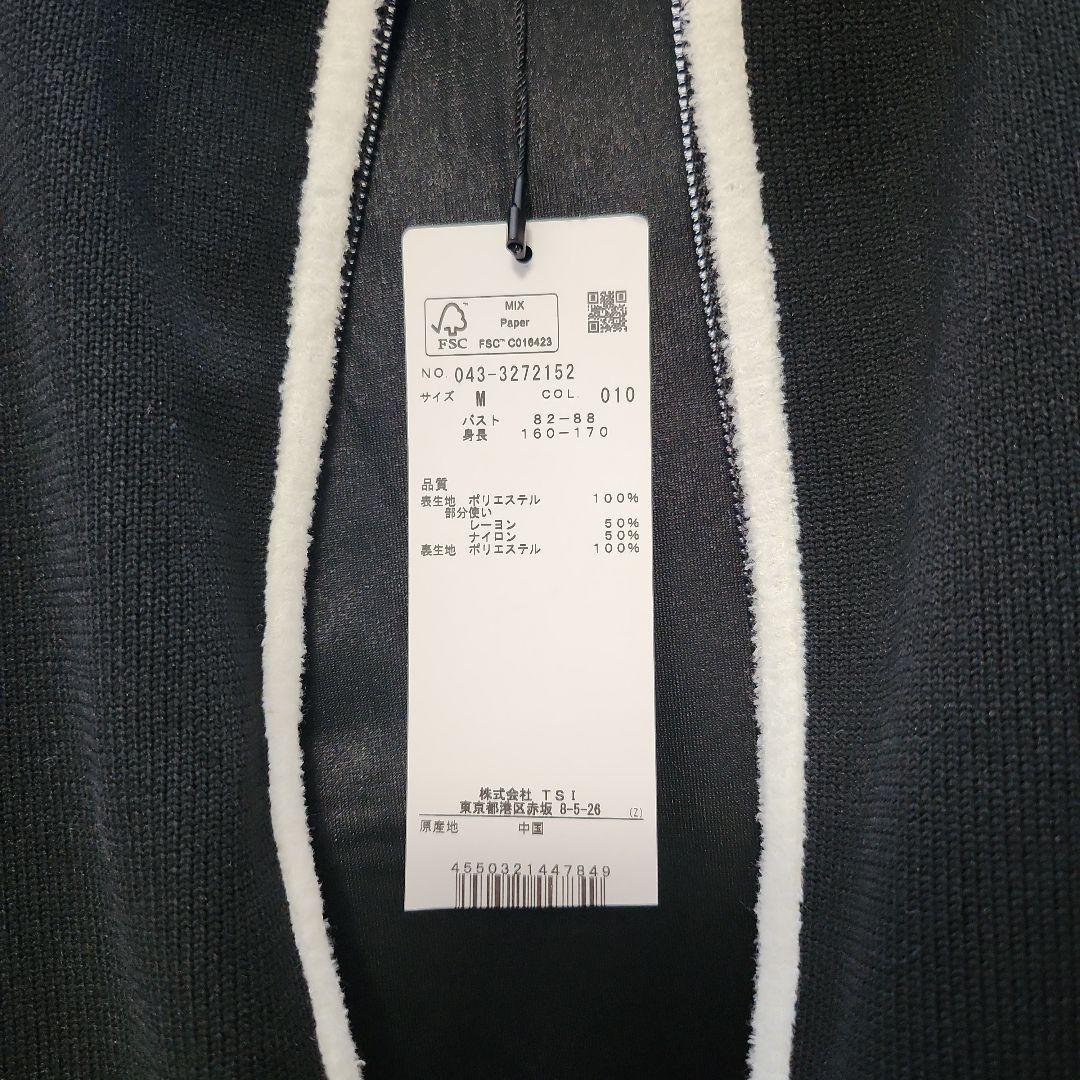 MIX
Paper
FSC™ C016423
FSC
NO. 043-3272152
サイズ M COL. 010
バスト 82-88
身長 160-170
品質
表生地 ポリエステル 100%
部分使い
レーヨン 50%
ナイロン 50%
裏生地 ポリエステル 100%
株式会社 TSI
東京都港区赤坂 8-5-26 (Z)
原産地 中国
4550321447849